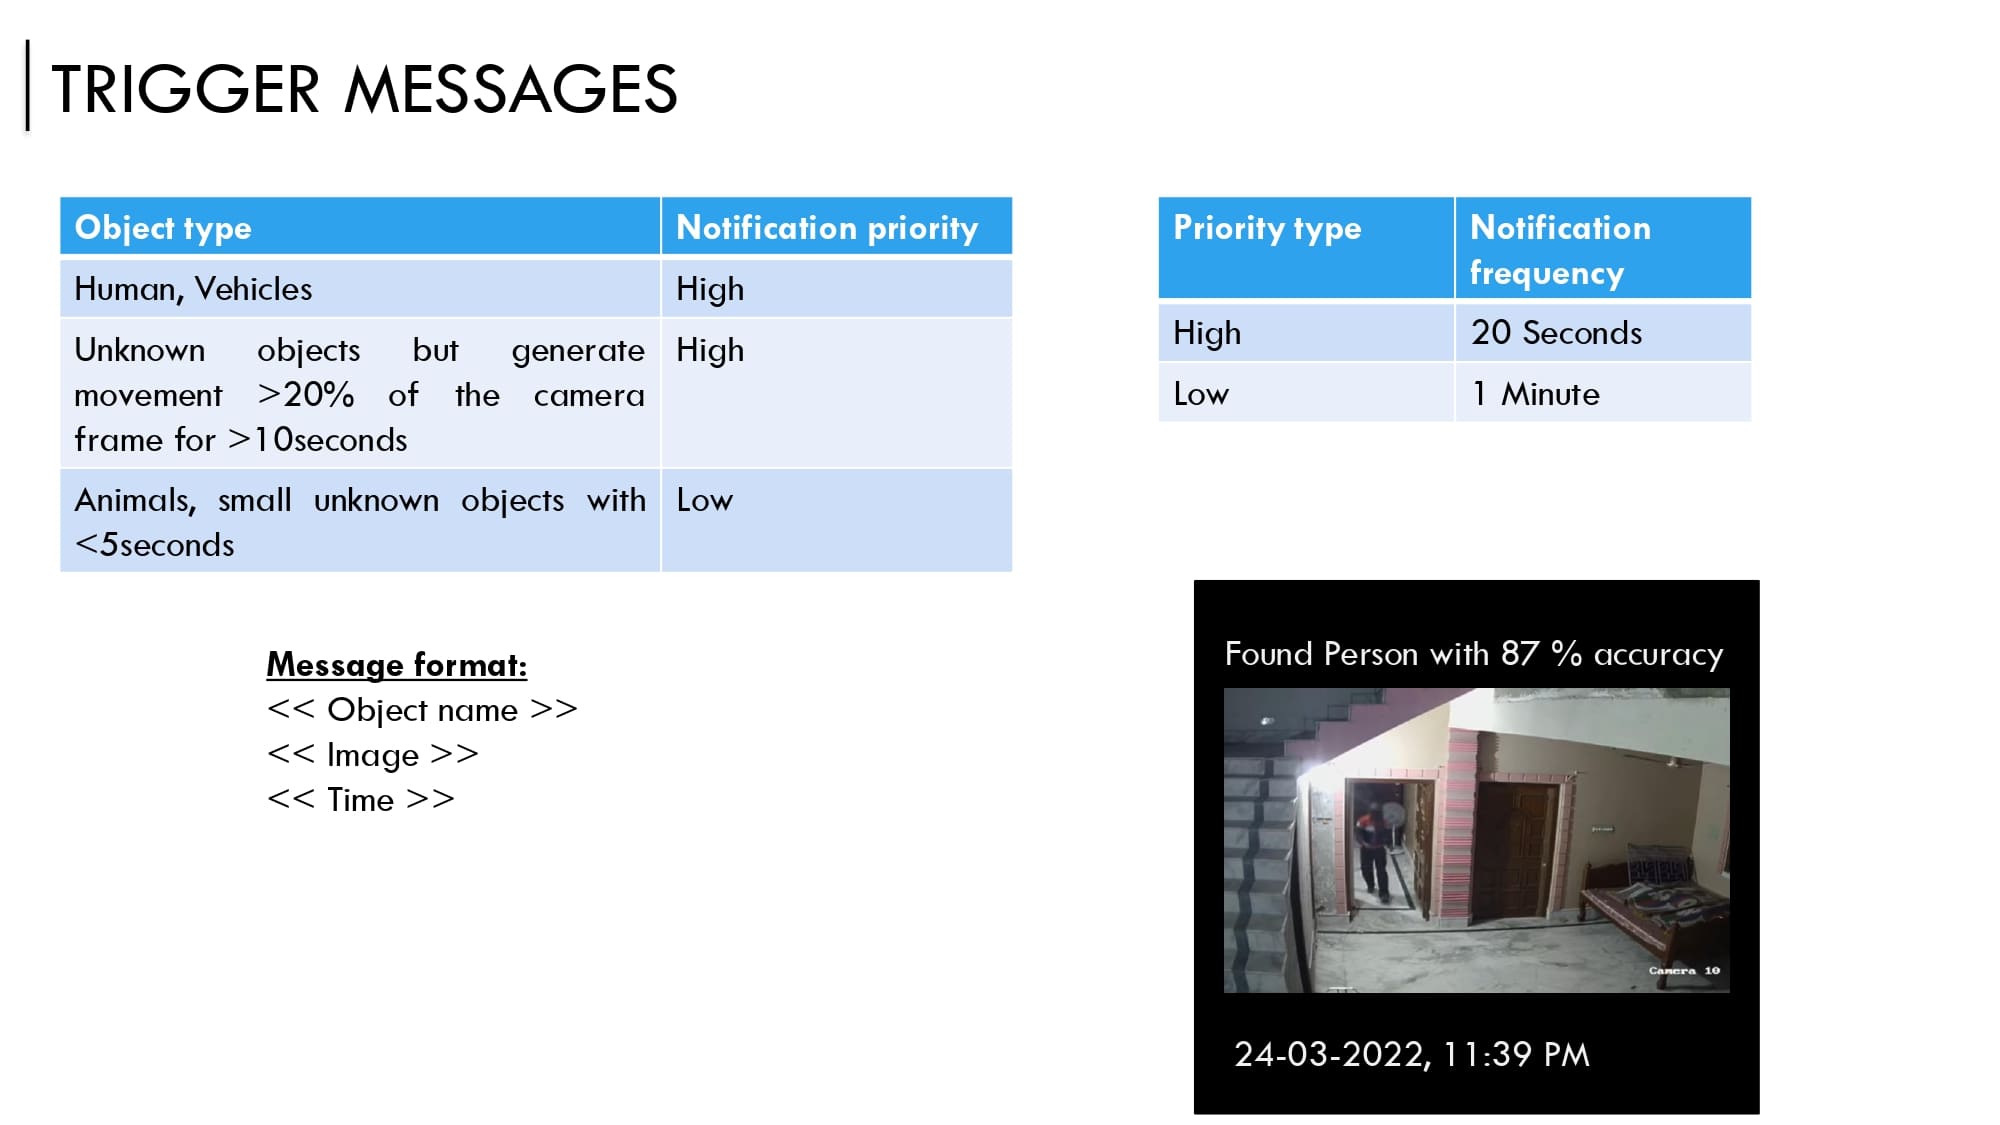 TRIGGER MESSAGES
Object type Notification priority
Human, Vehicles High
Unknown objects but generate High
movement >20% of the camera
frame for >10seconds
Animals, small unknown objects with Low
<5seconds
Priority type Notification
frequency
High 20 Seconds
Low 1 Minute
Message format:
<< Object name >>
<< Image >>
<< Time >>
Found Person with 87 % accuracy
Camera 10
24-03-2022, 11:39 PM